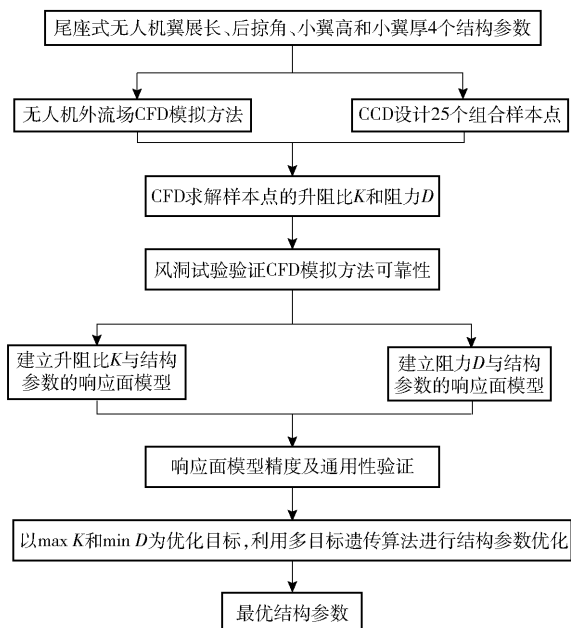 尾座式无人机翼展长、后掠角、小翼高和小翼厚4个结构参数
无人机外流场CFD模拟方法
CCD设计25个组合样本点
CFD求解样本点的升阻比K和阻力D
风洞试验验证CFD模拟方法可靠性
建立升阻比K与结构
参数的响应面模型
建立阻力D与结构
参数的响应面模型
响应面模型精度及通用性验证
以max K和min D为优化目标,利用多目标遗传算法进行结构参数优化
最优结构参数